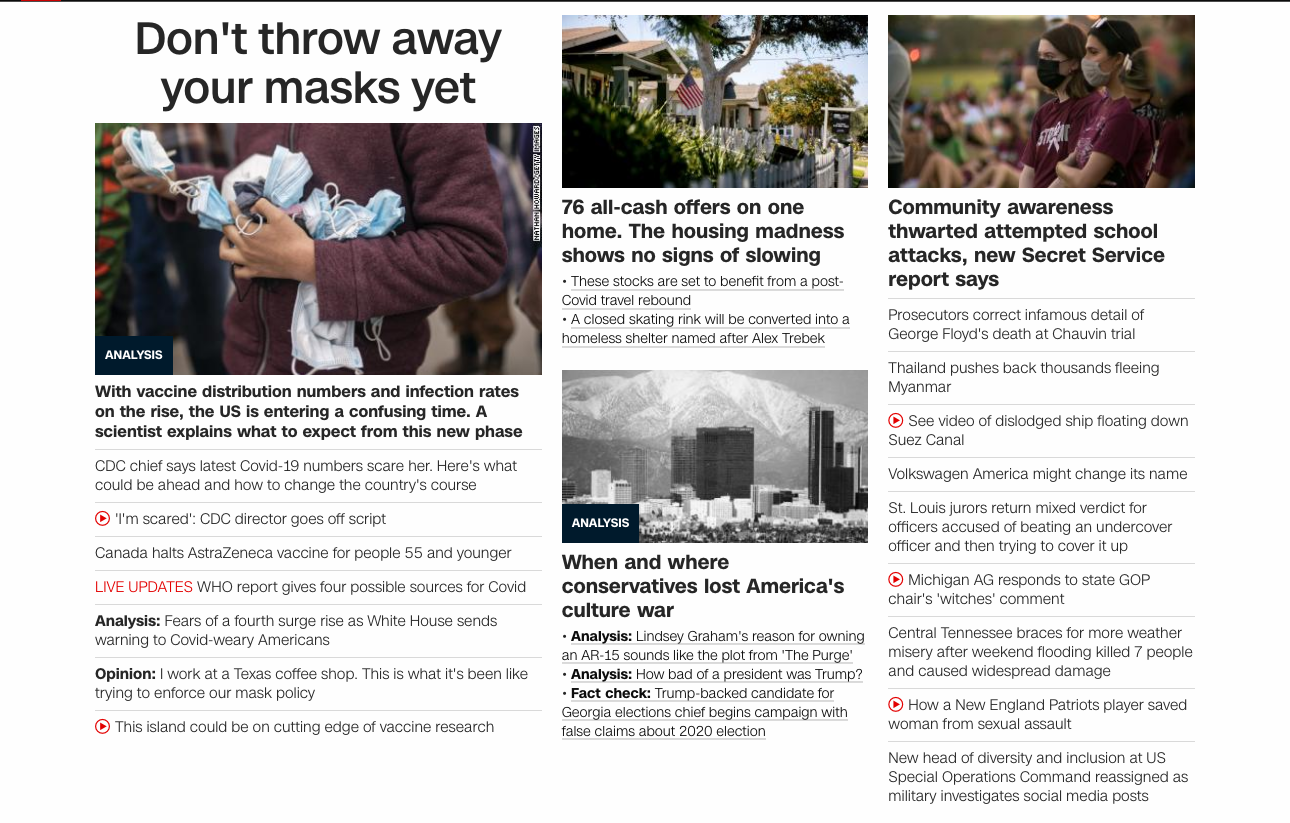 Don't throw away
your masks yet
NATHAN HOWARD/GETTY IMAGES
ANALYSIS
With vaccine distribution numbers and infection rates
on the rise, the US is entering a confusing time. A
scientist explains what to expect from this new phase
CDC chief says latest Covid-19 numbers scare her. Here's what
could be ahead and how to change the country's course
'I'm scared': CDC director goes off script
Canada halts AstraZeneca vaccine for people 55 and younger
LIVE UPDATES WHO report gives four possible sources for Covid
Analysis: Fears of a fourth surge rise as White House sends
warning to Covid-weary Americans
Opinion: I work at a Texas coffee shop. This is what it's been like
trying to enforce our mask policy
This island could be on cutting edge of vaccine research
76 all-cash offers on one
home. The housing madness
shows no signs of slowing
• These stocks are set to benefit from a post-
Covid travel rebound
• A closed skating rink will be converted into a
homeless shelter named after Alex Trebek
ANALYSIS
When and where
conservatives lost America's
culture war
• Analysis: Lindsey Graham's reason for owning
an AR-15 sounds like the plot from 'The Purge'
• Analysis: How bad of a president was Trump?
• Fact check: Trump-backed candidate for
Georgia elections chief begins campaign with
false claims about 2020 election
Community awareness
thwarted attempted school
attacks, new Secret Service
report says
Prosecutors correct infamous detail of
George Floyd's death at Chauvin trial
Thailand pushes back thousands fleeing
Myanmar
See video of dislodged ship floating down
Suez Canal
Volkswagen America might change its name
St. Louis jurors return mixed verdict for
officers accused of beating an undercover
officer and then trying to cover it up
Michigan AG responds to state GOP
chair's 'witches' comment
Central Tennessee braces for more weather
misery after weekend flooding killed 7 people
and caused widespread damage
How a New England Patriots player saved
woman from sexual assault
New head of diversity and inclusion at US
Special Operations Command reassigned as
military investigates social media posts